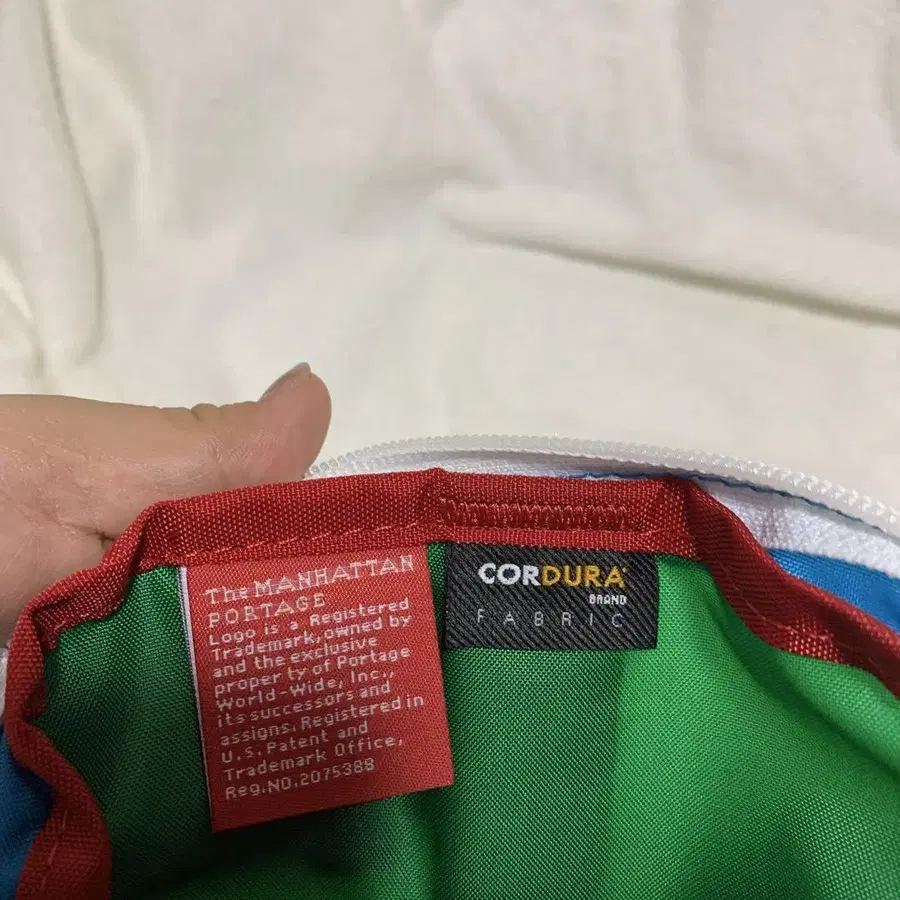 The MANHATTAN
PORTAGE
Logo is a Registered
Trademark, owned by
and the exclusive
property of Portage
World-Wide, Inc.,
its successors and
assigns. Registered in
U.S. Patent and
Trademark Office,
Reg.NO.2075388
CORDURA
BRAND
FABRIC